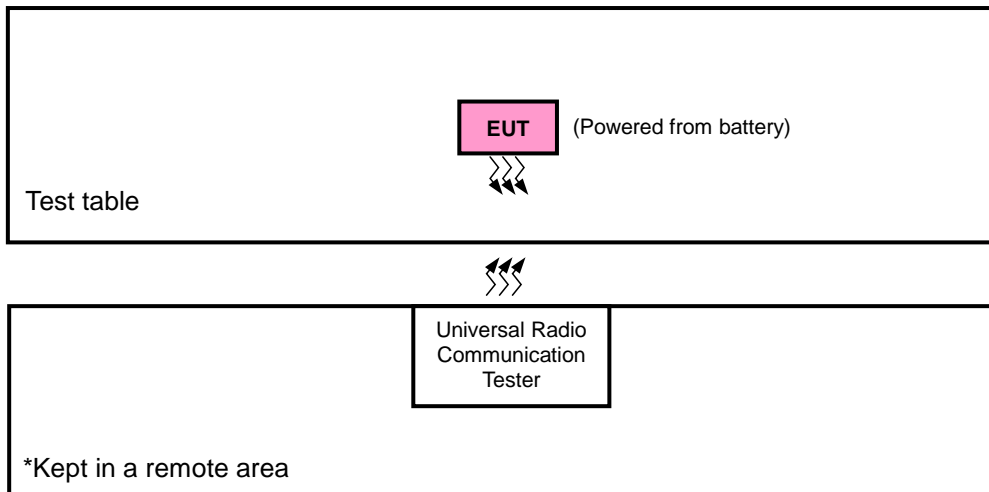 EUT
(Powered from battery)
Test table
Universal Radio
Communication
Tester
*Kept in a remote area